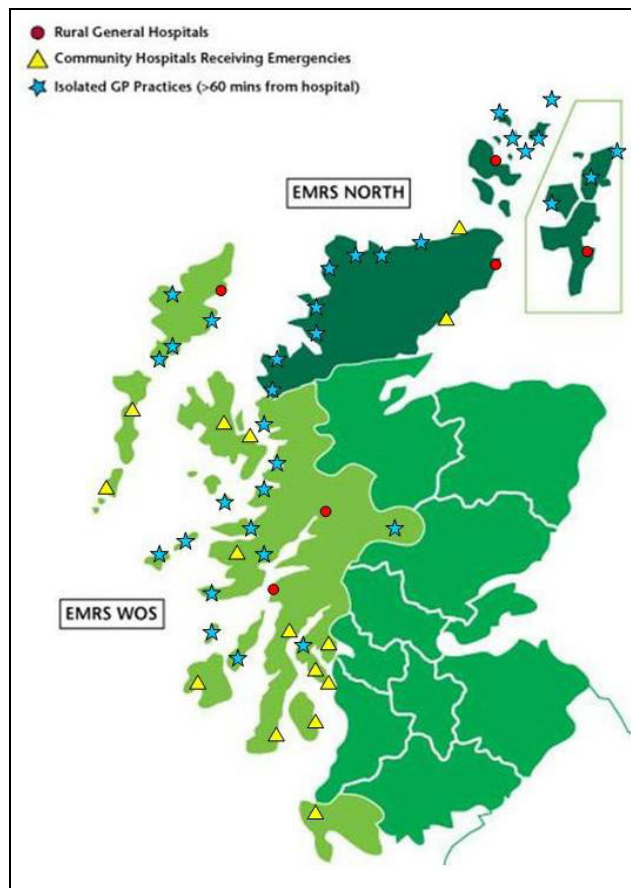 Rural General Hospitals
Community Hospitals Receiving Emergencies
Isolated GP Practices (>60 mins from hospital)
EMRS NORTH
EMRS WOS